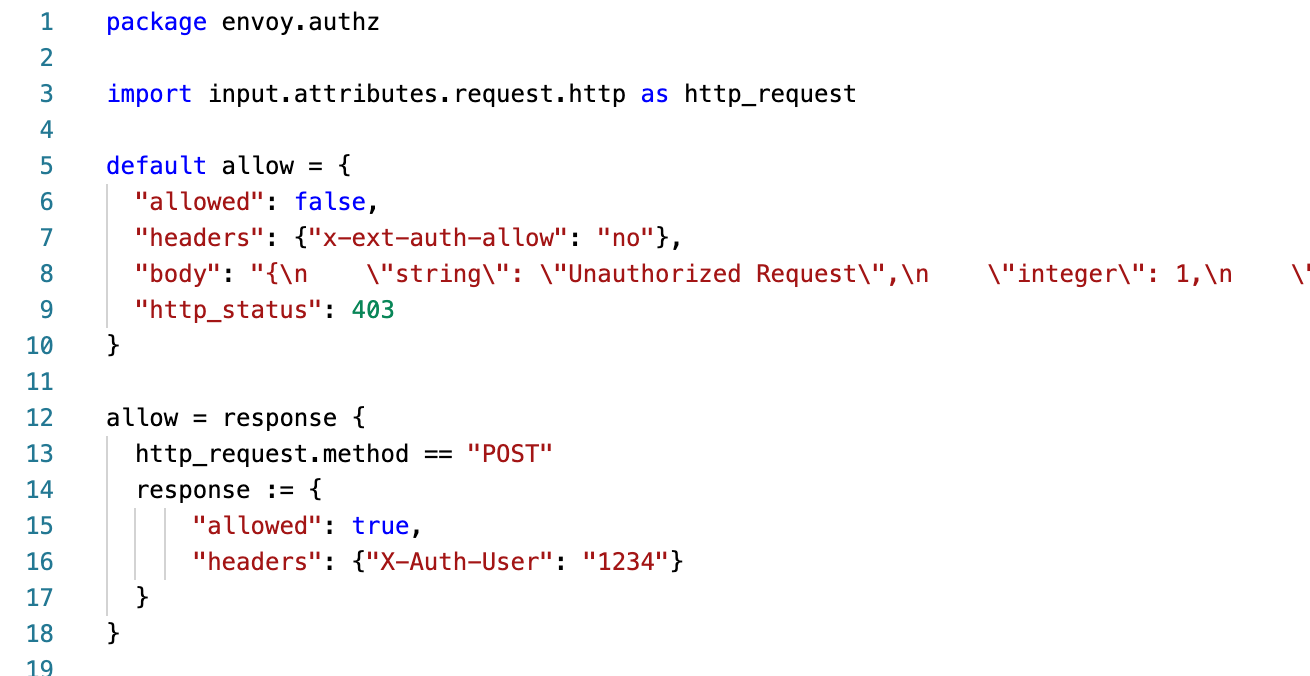 1 package envoy.authz
2
3 import input.attributes.request.http as http_request
4
5 default allow = {
6 "allowed": false,
7 "headers": {"x-ext-auth-allow": "no"},
8 "body": "{\n    \"string\": \"Unauthorized Request\",\n    \"integer\": 1,\n    \"
9 "http_status": 403
10 }
11
12 allow = response {
13 http_request.method == "POST"
14 response := {
15 "allowed": true,
16 "headers": {"X-Auth-User": "1234"}
17 }
18 }
19